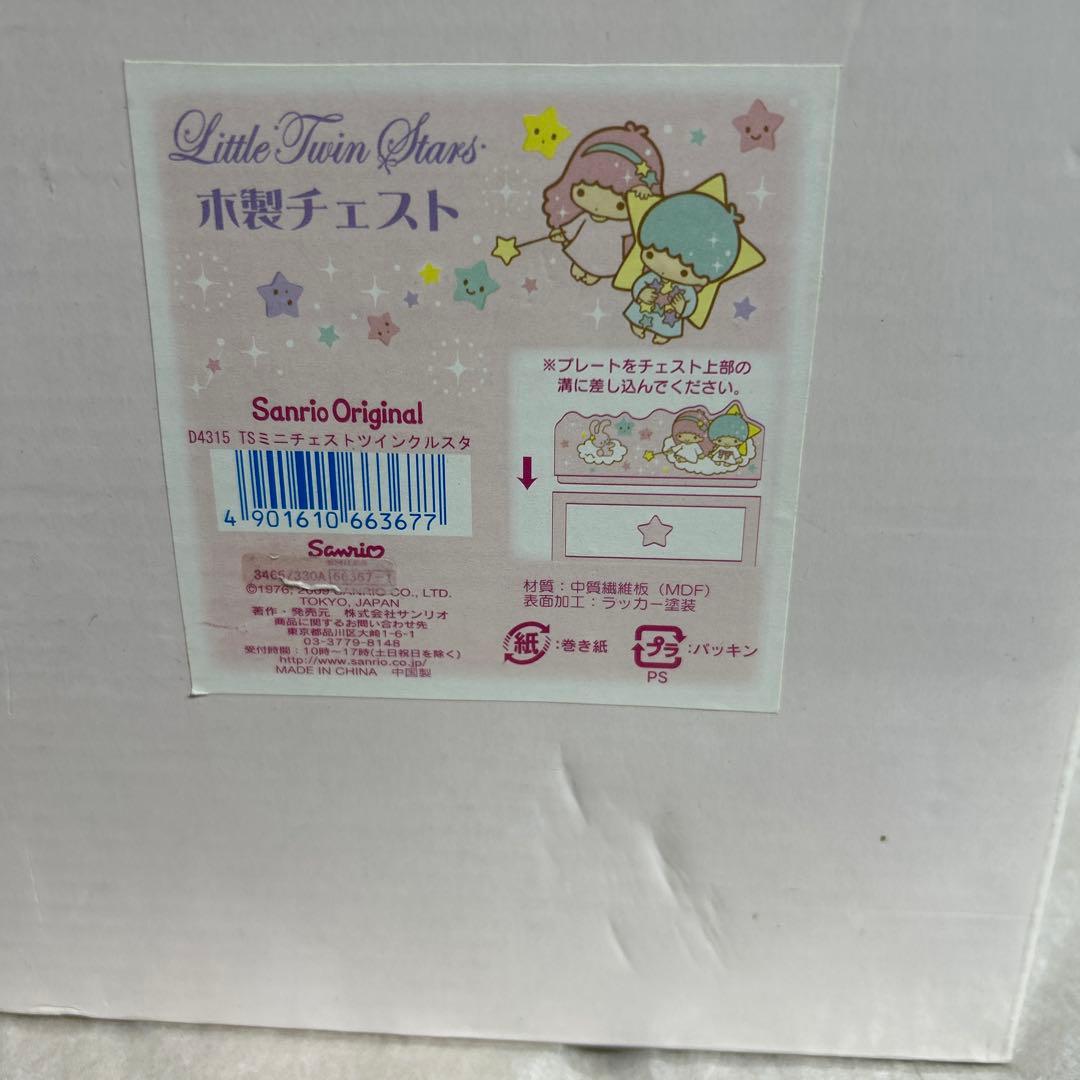 Little Twin Stars
木製チェスト
※プレートをチェスト上部の
溝に差し込んでください。
Sanrio Original
D4315 TSミニチェストツインクルスタ
4 901610 663677
Sanrio
SMILES
3465/330A 66367-1
©1976, 2009 SANRIO CO., LTD.
TOKYO, JAPAN
著作・発売元 株式会社サンリオ
商品に関するお問い合わせ先
東京都品川区大崎1-6-1
03-3779-8148
受付時間：10時〜17時(土日祝日を除く)
http://www.sanrio.co.jp/
MADE IN CHINA 中国製
材質：中質繊維板（MDF）
表面加工：ラッカー塗装
紙：巻き紙
プラ：パッキン
PS